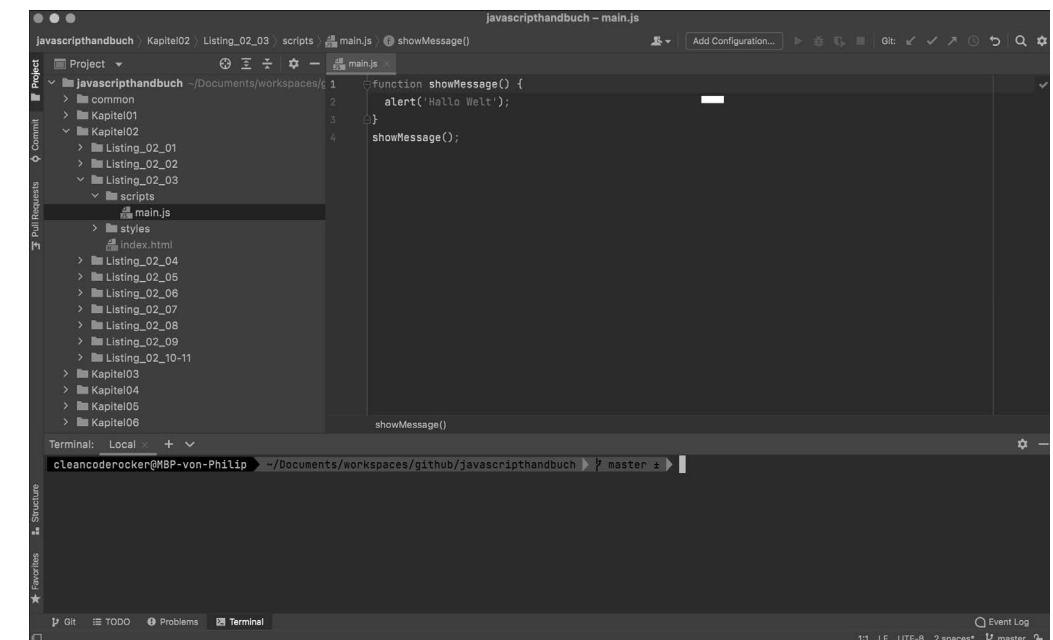 javascripthandbuch – main.js
javascripthandbuch Kapitel02 Listing_02_03 scripts main.js showMessage() Add Configuration... Git:
Project main.js
Project
Commit
Pull Requests
javascripthandbuch ~/Documents/workspaces/g
common
Kapitel01
Kapitel02
Listing_02_01
Listing_02_02
Listing_02_03
scripts
main.js
styles
index.html
Listing_02_04
Listing_02_05
Listing_02_06
Listing_02_07
Listing_02_08
Listing_02_09
Listing_02_10-11
Kapitel03
Kapitel04
Kapitel05
Kapitel06
1 function showMessage() {
2 alert('Hallo Welt');
3 }
4 showMessage();
showMessage()
Terminal: Local
cleancoderocker@MBP-von-Philip ~/Documents/workspaces/github/javascripthandbuch master ±
Structure
Favorites
Git TODO Problems Terminal Event Log
1:1 LF UTF-8 2 spaces* master